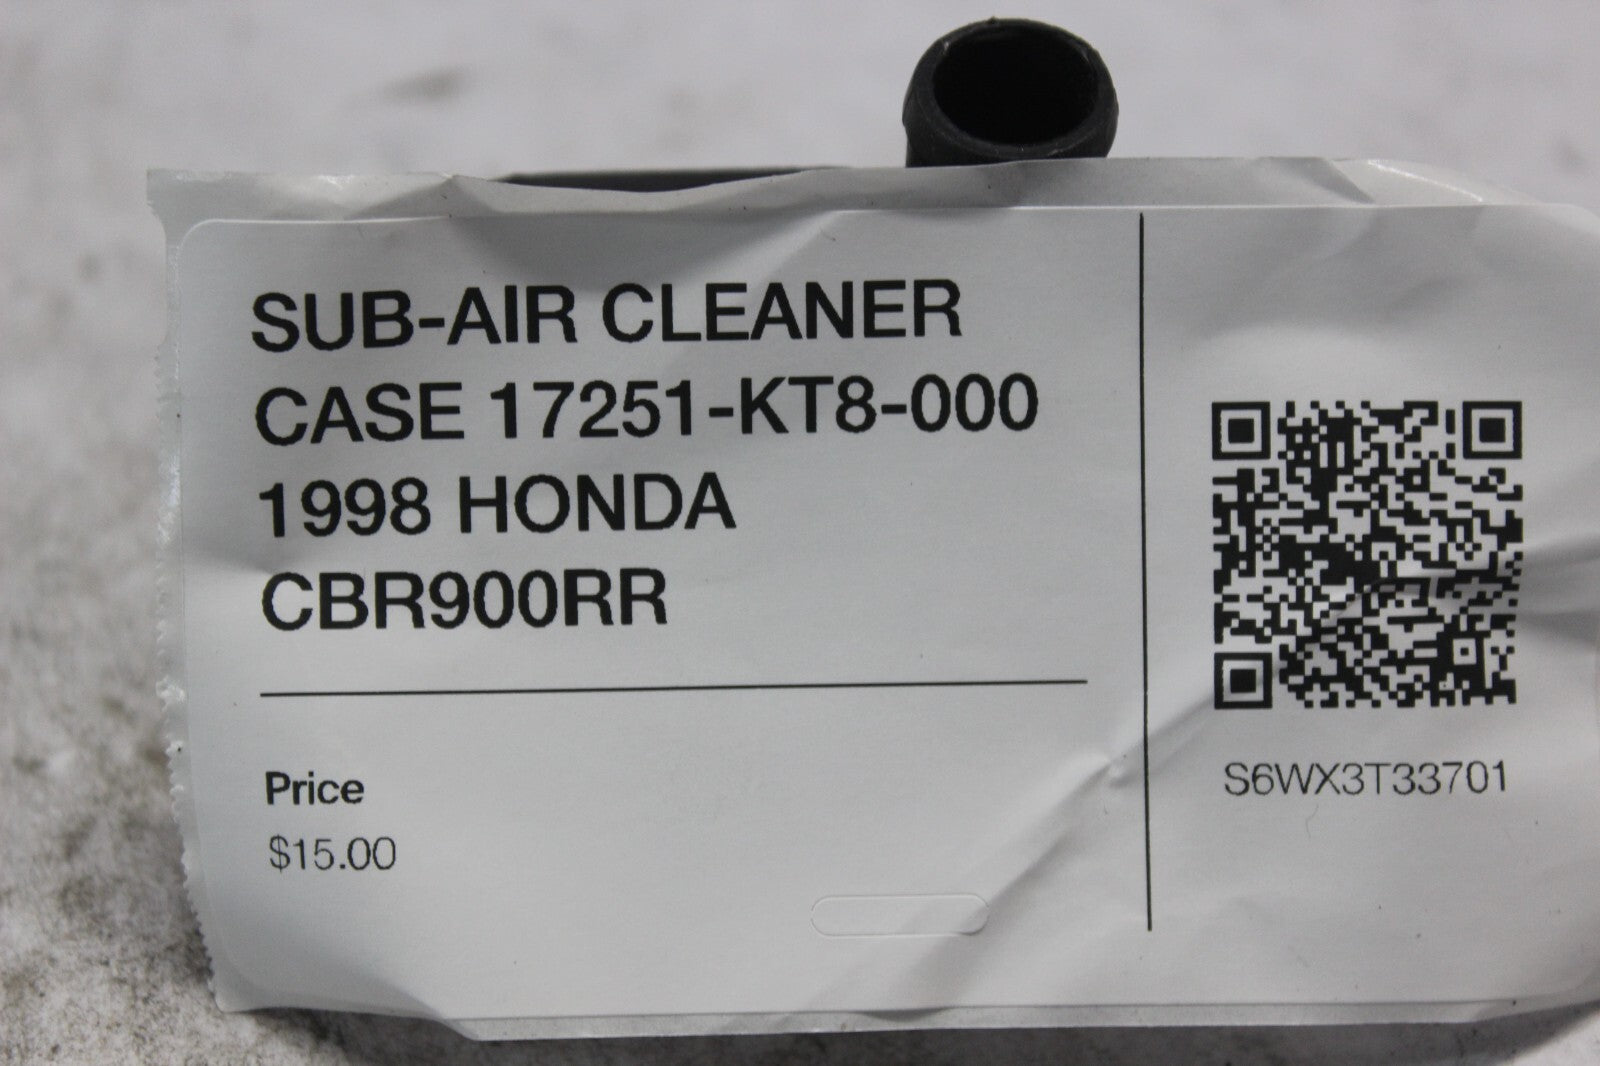 SUB-AIR CLEANER
CASE 17251-KT8-000
1998 HONDA
CBR900RR
Price
$15.00
S6WX3T33701